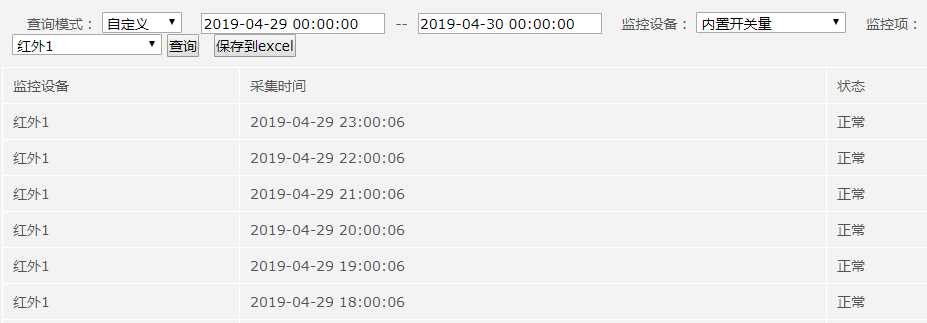 查询模式： 自定义 2019-04-29 00:00:00 -- 2019-04-30 00:00:00 监控设备： 内置开关量 监控项：
红外1 查询 保存到excel
监控设备 采集时间 状态
红外1 2019-04-29 23:00:06 正常
红外1 2019-04-29 22:00:06 正常
红外1 2019-04-29 21:00:06 正常
红外1 2019-04-29 20:00:06 正常
红外1 2019-04-29 19:00:06 正常
红外1 2019-04-29 18:00:06 正常